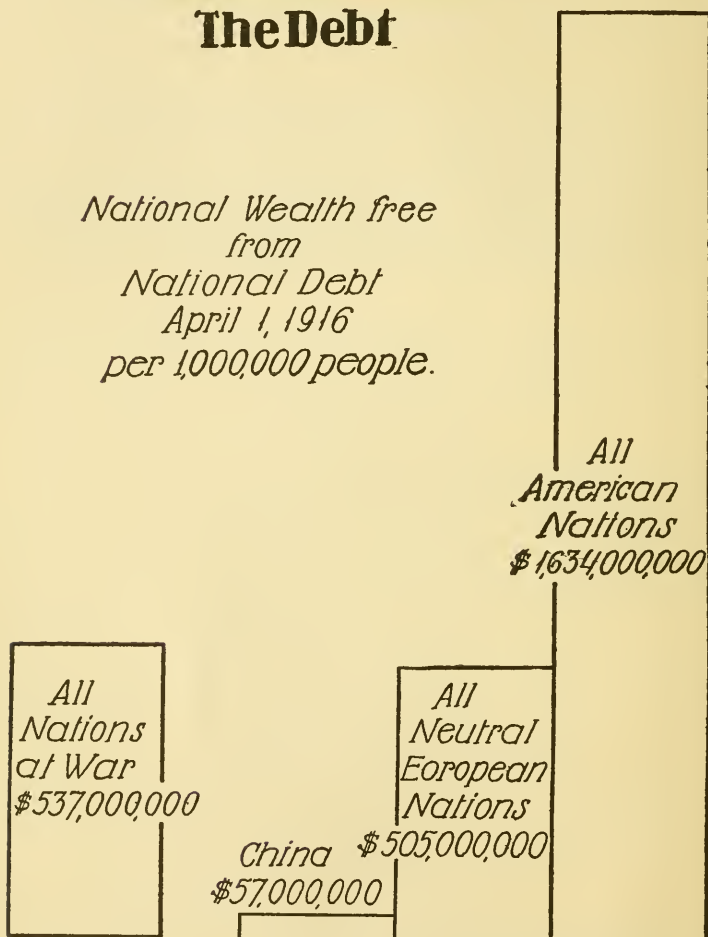 The Debt
National Wealth free
from
National Debt
April 1, 1916
per 1,000,000 people.
All
American
Nations
$1,634,000,000
All
Nations
at War
$537,000,000
China
$57,000,000
All
Neutral
Eoropean
Nations
$505,000,000